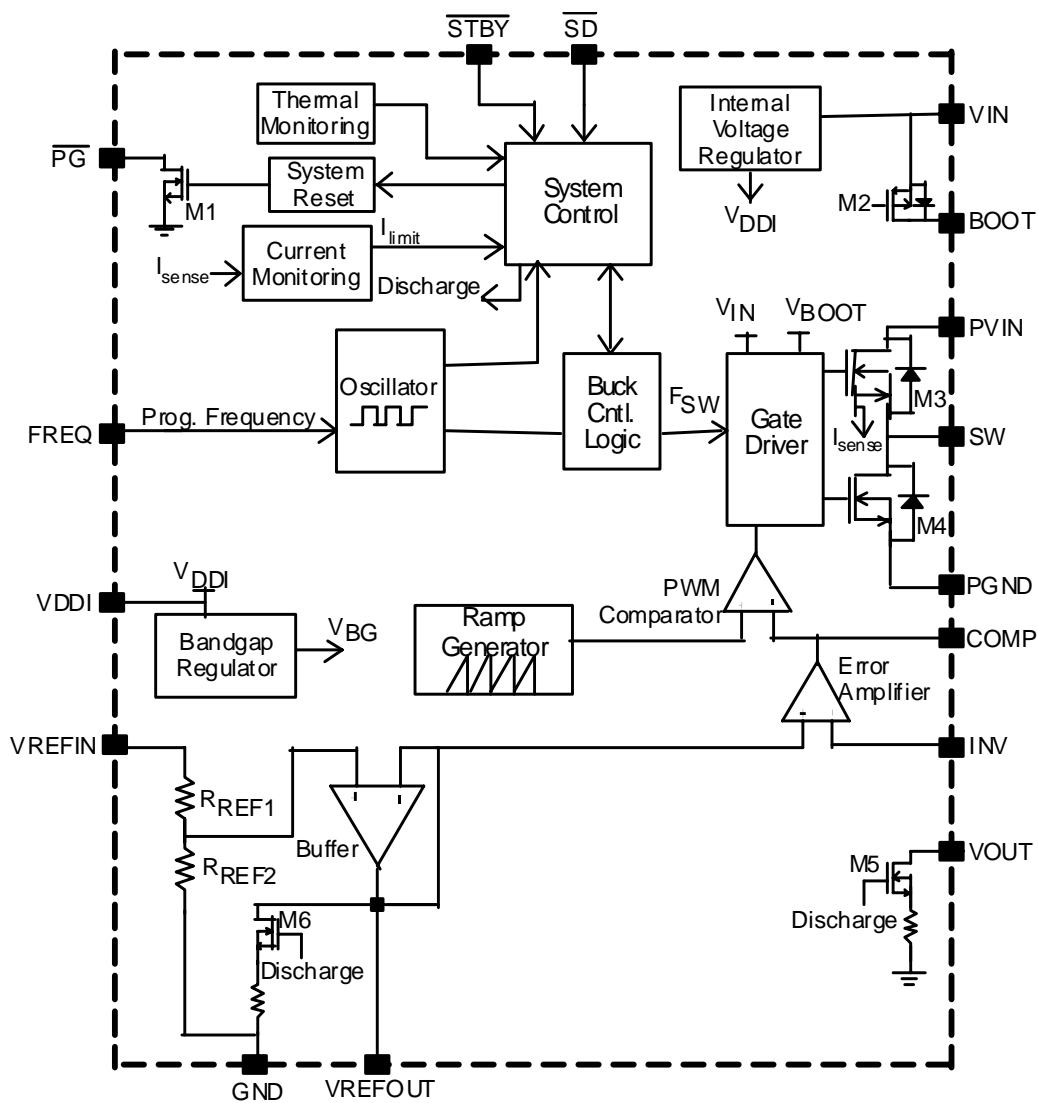 STBY
SD
Thermal
Monitoring
Internal
Voltage
Regulator
VIN
PG
System
Reset
M1
System
Control
M2
VDDI
BOOT
Ilimit
Isense
Current
Monitoring
Discharge
VIN
VBOOT
PVIN
Oscillator
Buck
Cntl.
Logic
FSW
Gate
Driver
M3
FREQ
Prog. Frequency
Isense
SW
M4
VDDI
VDDI
PWM
Comparator
PGND
Bandgap
Regulator
VBG
Ramp
Generator
COMP
Error
Amplifier
VREFIN
INV
RREF1
Buffer
RREF2
M5
VOUT
M6
Discharge
Discharge
GND
VREFOUT